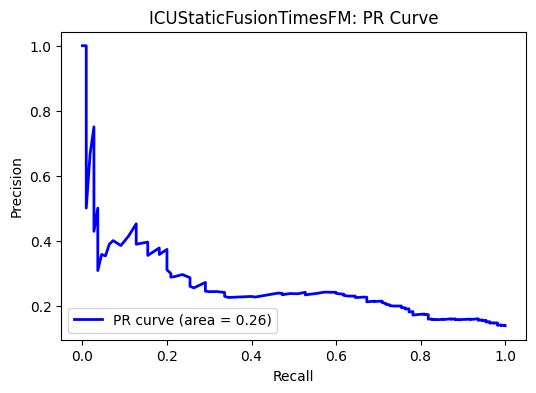 ICUStaticFusionTimesFM: PR Curve
Precision
1.0
0.8
0.6
0.4
0.2
PR curve (area = 0.26)
0.0 0.2 0.4 0.6 0.8 1.0
Recall